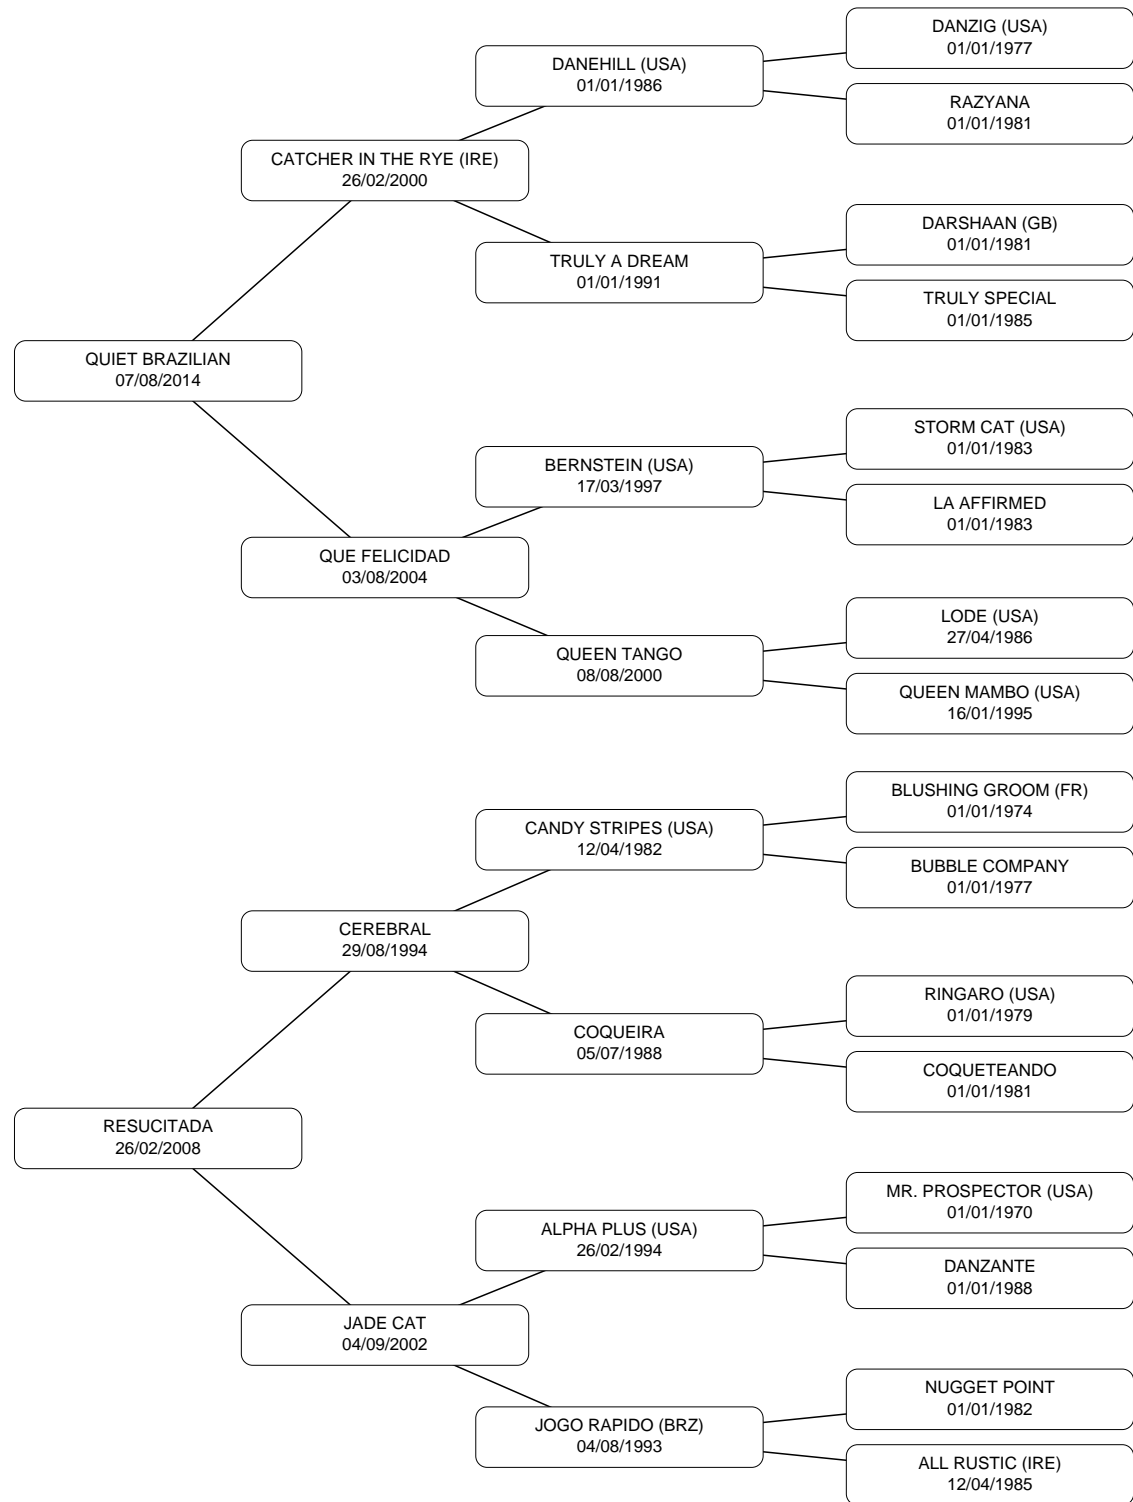 DANZIG (USA)
01/01/1977
DANEHILL (USA)
01/01/1986
RAZYANA
01/01/1981
CATCHER IN THE RYE (IRE)
26/02/2000
DARSHAAN (GB)
01/01/1981
TRULY A DREAM
01/01/1991
TRULY SPECIAL
01/01/1985
QUIET BRAZILIAN
07/08/2014
STORM CAT (USA)
01/01/1983
BERNSTEIN (USA)
17/03/1997
LA AFFIRMED
01/01/1983
QUE FELICIDAD
03/08/2004
LODE (USA)
27/04/1986
QUEEN TANGO
08/08/2000
QUEEN MAMBO (USA)
16/01/1995
BLUSHING GROOM (FR)
01/01/1974
CANDY STRIPES (USA)
12/04/1982
BUBBLE COMPANY
01/01/1977
CEREBRAL
29/08/1994
RINGARO (USA)
01/01/1979
COQUEIRA
05/07/1988
COQUETEANDO
01/01/1981
RESUCITADA
26/02/2008
MR. PROSPECTOR (USA)
01/01/1970
ALPHA PLUS (USA)
26/02/1994
DANZANTE
01/01/1988
JADE CAT
04/09/2002
NUGGET POINT
01/01/1982
JOGO RAPIDO (BRZ)
04/08/1993
ALL RUSTIC (IRE)
12/04/1985